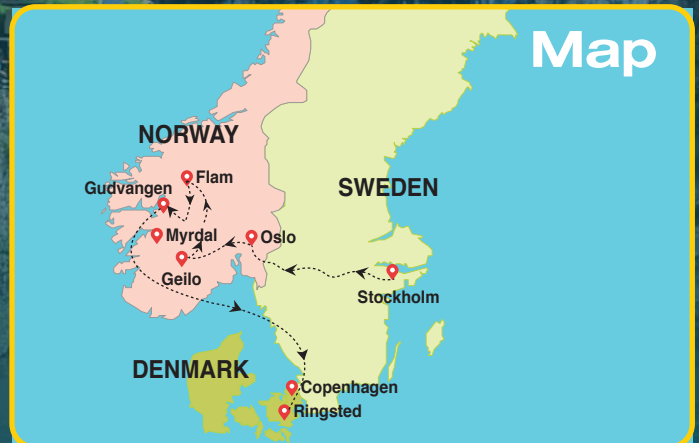 Map
NORWAY
Flam
Gudvangen
SWEDEN
Myrdal
Oslo
Geilo
Stockholm
DENMARK
Copenhagen
Ringsted